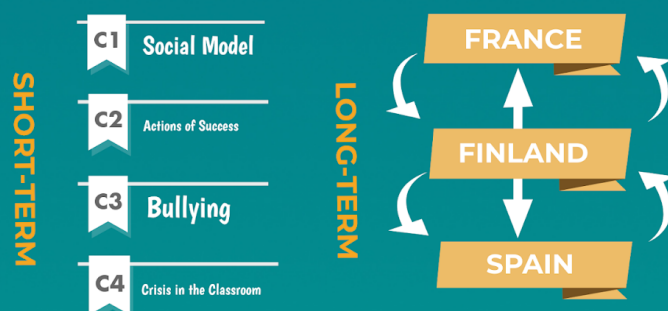 SHORT-TERM
C1
Social Model
C2
Actions of Success
C3
Bullying
C4
Crisis in the Classroom
LONG-TERM
FRANCE
FINLAND
SPAIN